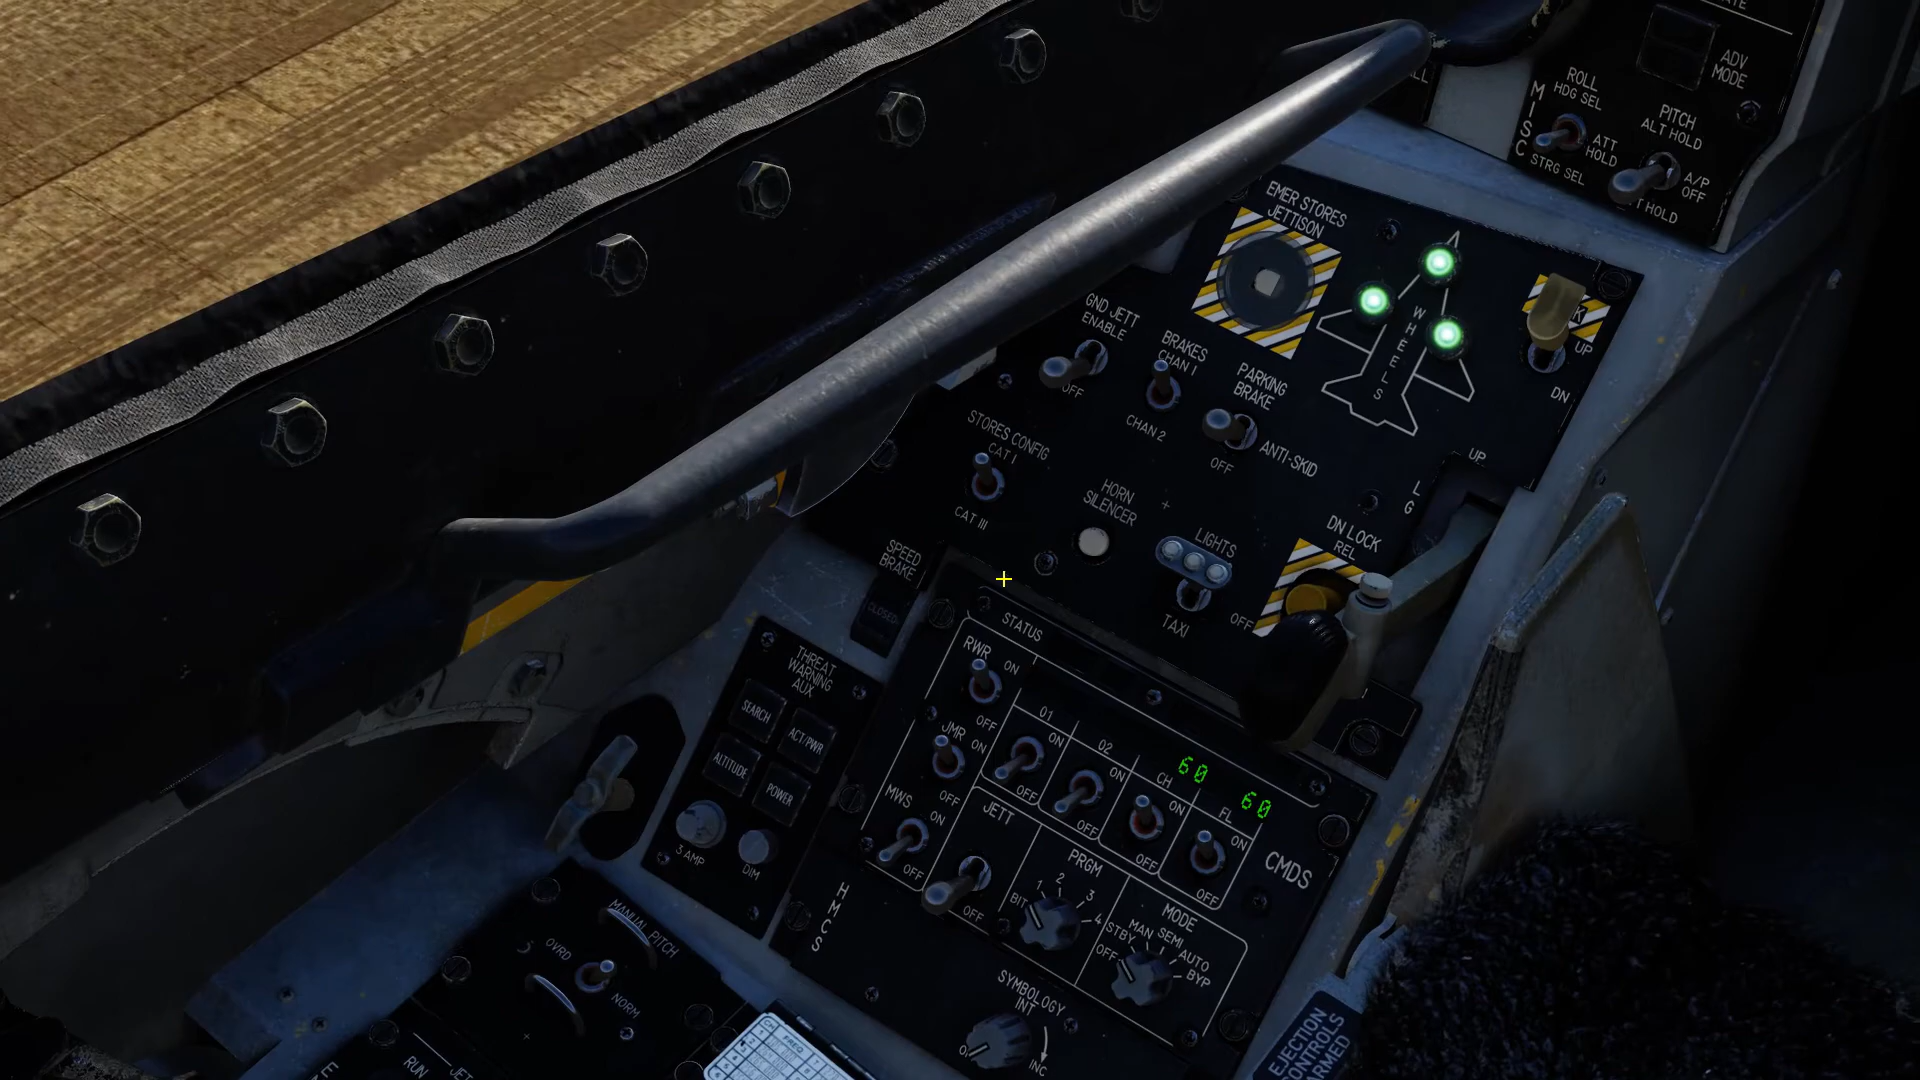 ADV
MODE
ROLL
HDG SEL
MISC
ATT
HOLD
STRG SEL
PITCH
ALT HOLD
A/P
OFF
T HOLD
EMER STORES
JETTISON
WHEELS
UP
DN
GND JETT
ENABLE
OFF
BRAKES
CHAN 1
CHAN 2
PARKING
BRAKE
ANTI-SKID
OFF
STORES CONFIG
CAT I
CAT III
HORN
SILENCER
LIGHTS
TAXI
OFF
UP
LG
DN LOCK
REL
SPEED
BRAKE
CLOSED
THREAT
WARNING
AUX
SEARCH
ACT/PWR
ALTITUDE
POWER
3 AMP
DIM
STATUS
RWR
ON
OFF
JMR
ON
OFF
MWS
ON
OFF
01
ON
OFF
02
ON
OFF
CH
60
ON
OFF
FL
60
ON
OFF
CMDS
JETT
OFF
PRGM
BIT
1
2
3
4
MODE
OFF
STBY
MAN
SEMI
AUTO
BYP
HMCS
SYMBOLOGY
INT
INC
MANUAL PITCH
OVRD
NORM
RUN
JET
FREQ
EJECTION
CONTROLS
ARMED